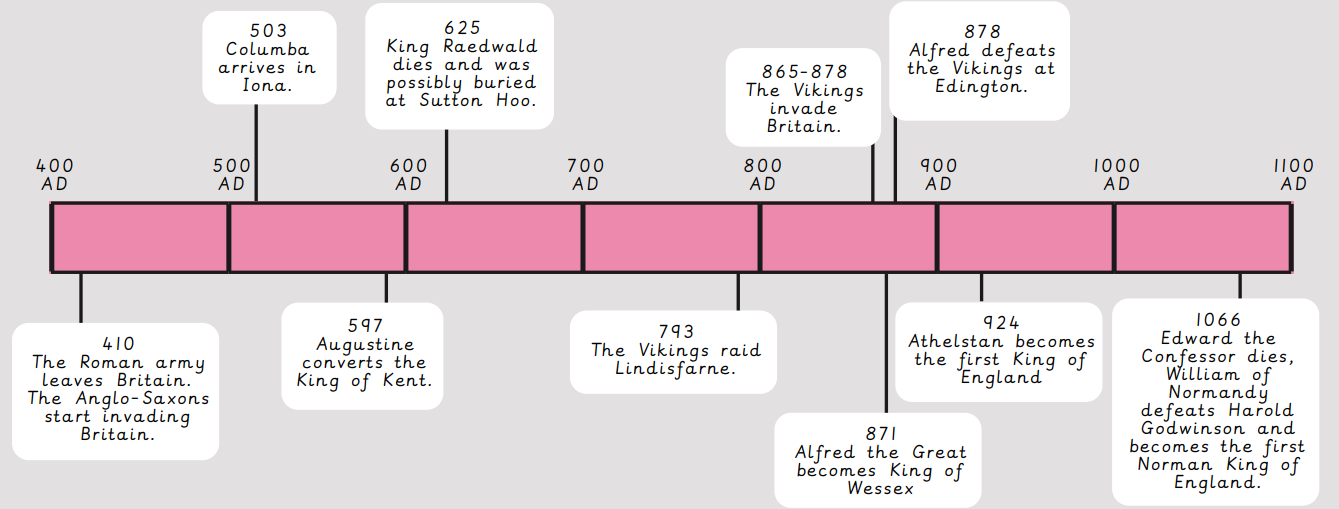 503
Columba
arrives in
Iona.
625
King Raedwald
dies and was
possibly buried
at Sutton Hoo.
865-878
The Vikings
invade
Britain.
878
Alfred defeats
the Vikings at
Edington.
400
AD
500
AD
600
AD
700
AD
800
AD
900
AD
1000
AD
1100
AD
410
The Roman army
leaves Britain.
The Anglo-Saxons
start invading
Britain.
597
Augustine
converts the
King of Kent.
793
The Vikings raid
Lindisfarne.
871
Alfred the Great
becomes King of
Wessex
924
Athelstan becomes
the first King of
England
1066
Edward the
Confessor dies,
William of
Normandy
defeats Harold
Godwinson and
becomes the first
Norman King of
England.